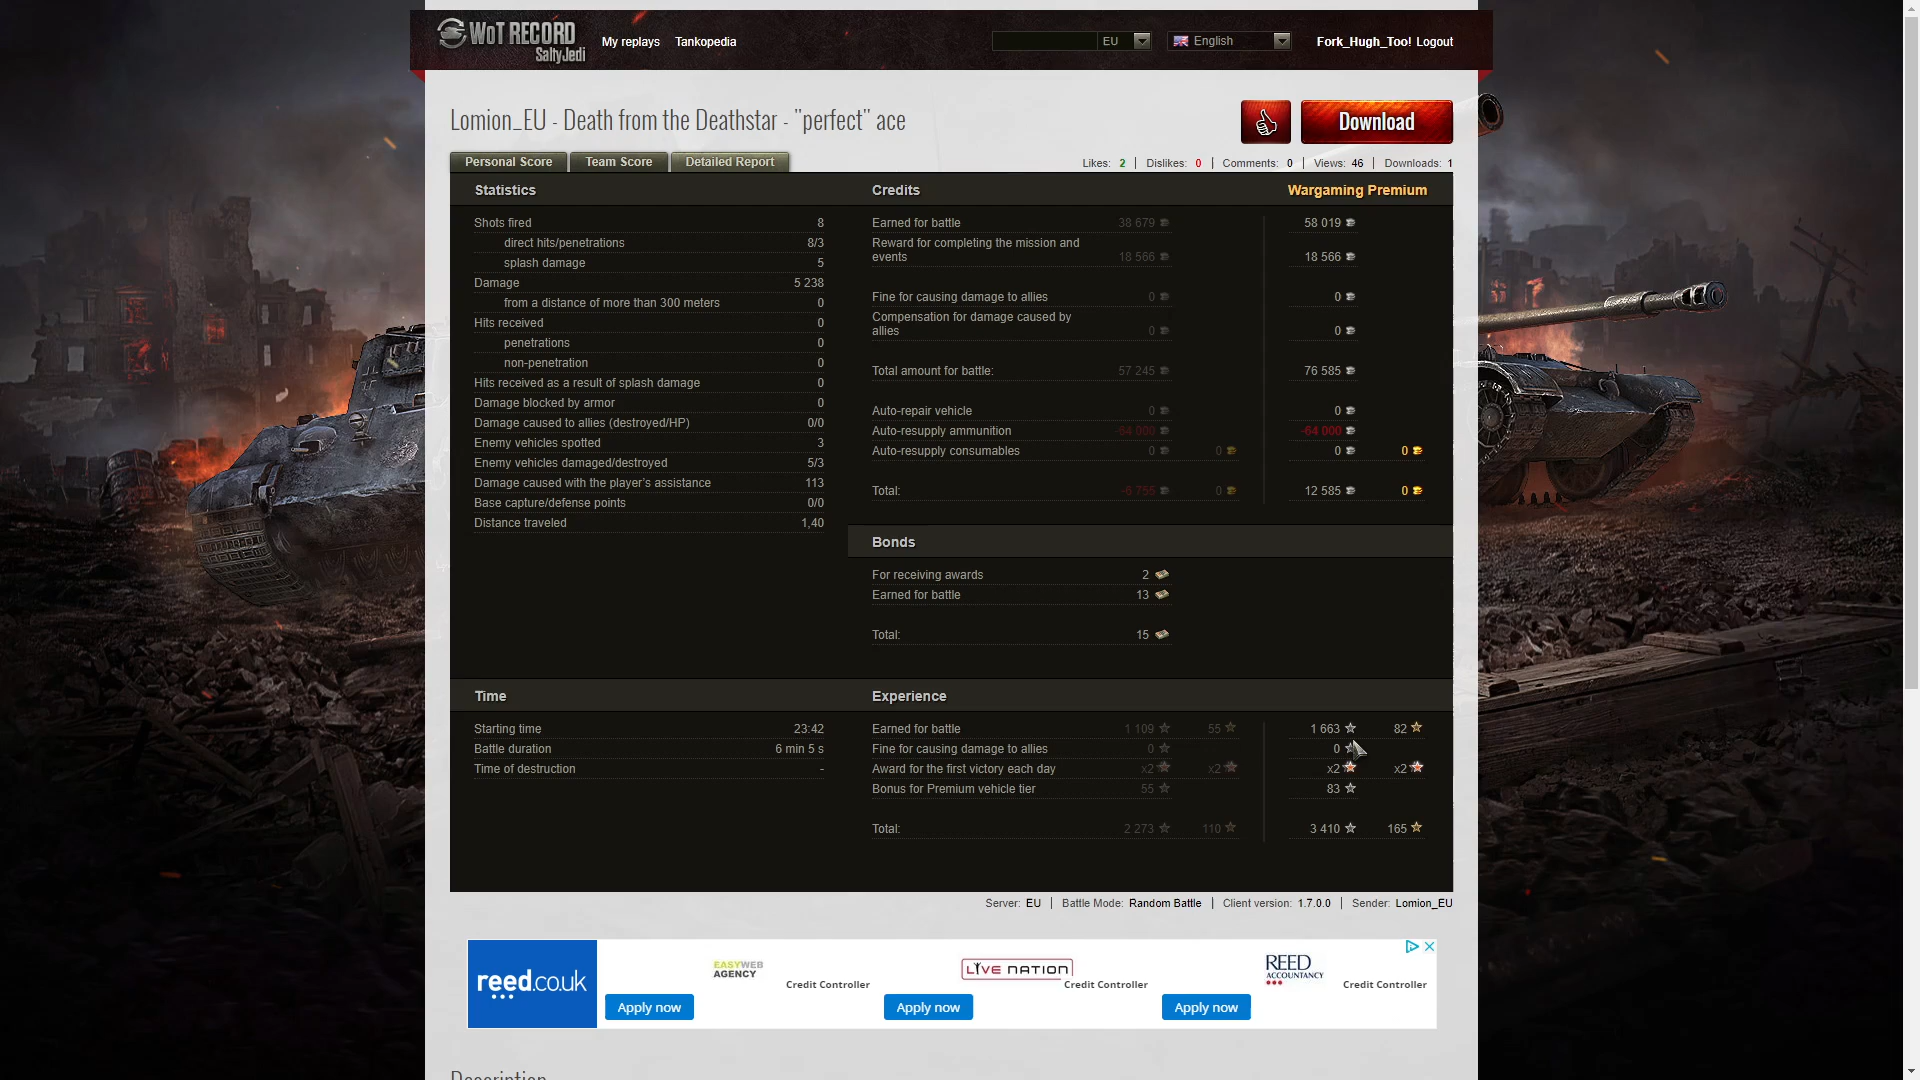 WoT RECORD
SaltyJedi
My replays Tankopedia
EU English Fork_Hugh_Too! Logout
Lomion_EU - Death from the Deathstar - "perfect" ace
Download
Personal Score Team Score Detailed Report
Likes: 2 | Dislikes: 0 | Comments: 0 | Views: 46 | Downloads: 1
Statistics
Shots fired 8
direct hits/penetrations 8/3
splash damage 5
Damage 5 238
from a distance of more than 300 meters 0
Hits received 0
penetrations 0
non-penetration 0
Hits received as a result of splash damage 0
Damage blocked by armor 0
Damage caused to allies (destroyed/HP) 0/0
Enemy vehicles spotted 3
Enemy vehicles damaged/destroyed 5/3
Damage caused with the player's assistance 113
Base capture/defense points 0/0
Distance traveled 1,40
Credits Wargaming Premium
Earned for battle 38 679 58 019
Reward for completing the mission and
events 18 566 18 566
Fine for causing damage to allies 0 0
Compensation for damage caused by
allies 0 0
Total amount for battle: 57 245 76 585
Auto-repair vehicle 0 0
Auto-resupply ammunition -64 000 -64 000
Auto-resupply consumables 0 0 0 0
Total: -6 755 0 12 585 0
Bonds
For receiving awards 2
Earned for battle 13
Total: 15
Time
Starting time 23:42
Battle duration 6 min 5 s
Time of destruction -
Experience
Earned for battle 1 109 55 1 663 82
Fine for causing damage to allies 0 0
Award for the first victory each day x2 x2 x2 x2
Bonus for Premium vehicle tier 55 83
Total: 2 273 110 3 410 165
Server: EU | Battle Mode: Random Battle | Client version: 1.7.0.0 | Sender: Lomion_EU
reed.co.uk
EASYWEB
AGENCY
Credit Controller
Apply now
LIVE NATION
Credit Controller
Apply now
REED
ACCOUNTANCY
Credit Controller
Apply now
Description